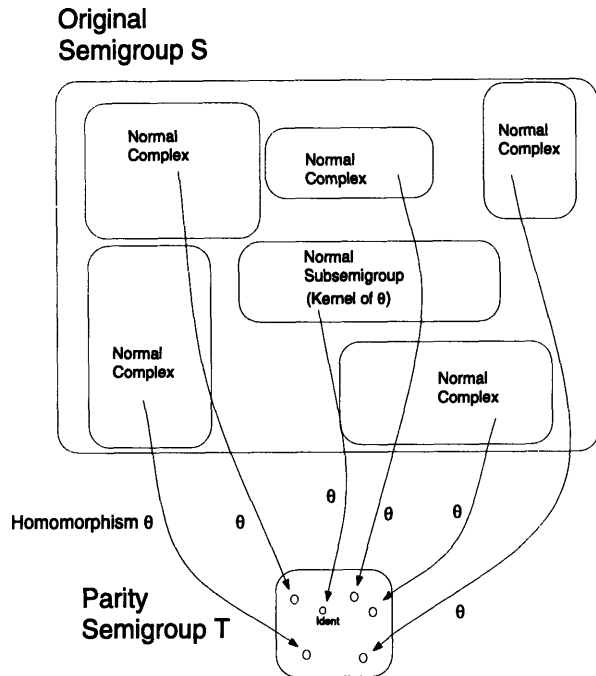 Original
Semigroup S
Normal
Complex
Normal
Complex
Normal
Complex
Normal
Subsemigroup
(Kernel of θ)
Normal
Complex
Normal
Complex
Homomorphism θ
θ
θ
θ
θ
θ
Parity
Semigroup T
Ident